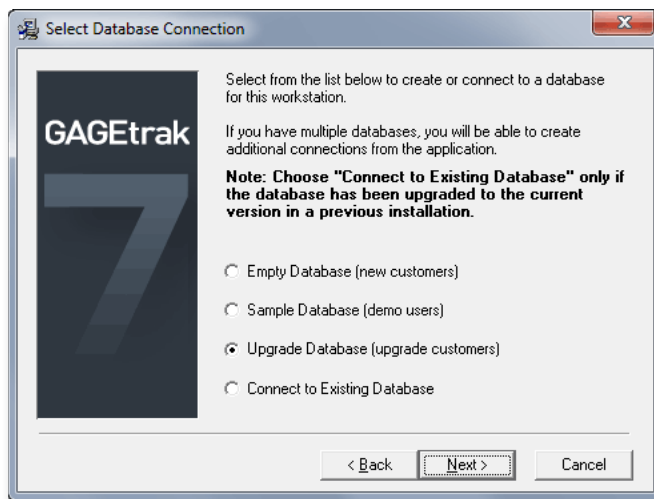 Select Database Connection
Select from the list below to create or connect to a database
for this workstation.
GAGEtrak
7
If you have multiple databases, you will be able to create
additional connections from the application.
Note: Choose "Connect to Existing Database" only if
the database has been upgraded to the current
version in a previous installation.
Empty Database (new customers)
Sample Database (demo users)
Upgrade Database (upgrade customers)
Connect to Existing Database
< Back
Next >
Cancel